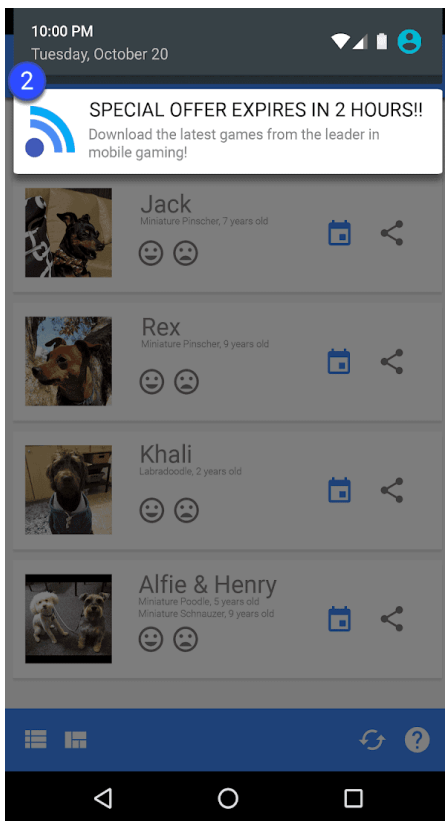 10:00 PM
Tuesday, October 20
2
SPECIAL OFFER EXPIRES IN 2 HOURS!!
Download the latest games from the leader in
mobile gaming!
Jack
Miniature Pinscher, 7 years old
Rex
Miniature Pinscher, 9 years old
Khali
Labradoodle, 2 years old
Alfie & Henry
Miniature Poodle, 5 years old
Miniature Schnauzer, 9 years old
?